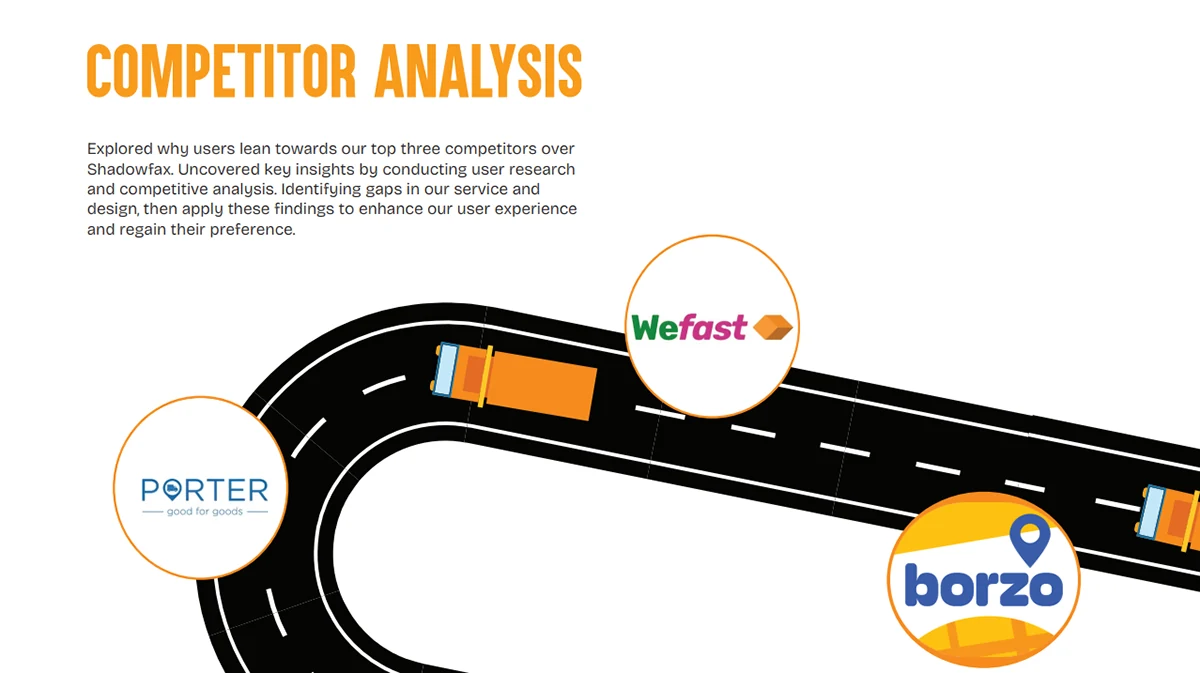 COMPETITOR ANALYSIS
Explored why users lean towards our top three competitors over
Shadowfax. Uncovered key insights by conducting user research
and competitive analysis. Identifying gaps in our service and
design, then apply these findings to enhance our user experience
and regain their preference.
Wefast
PORTER
good for goods
borzo